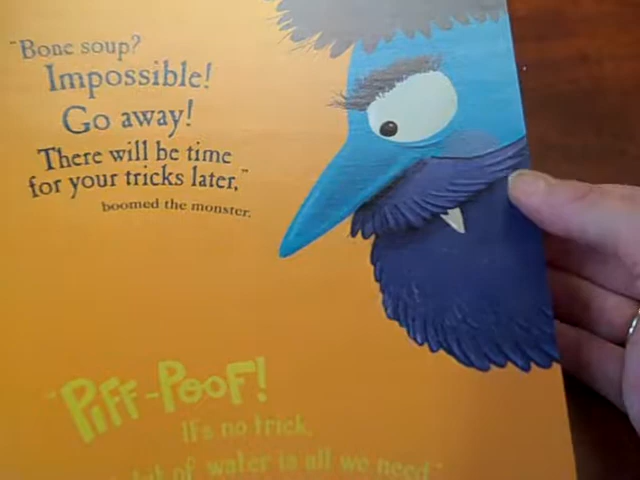 "Bone soup?
Impossible!
Go away!
There will be time
for your tricks later,"
boomed the monster.
"Piff-Poof!
It's no trick.
of water is all we need."